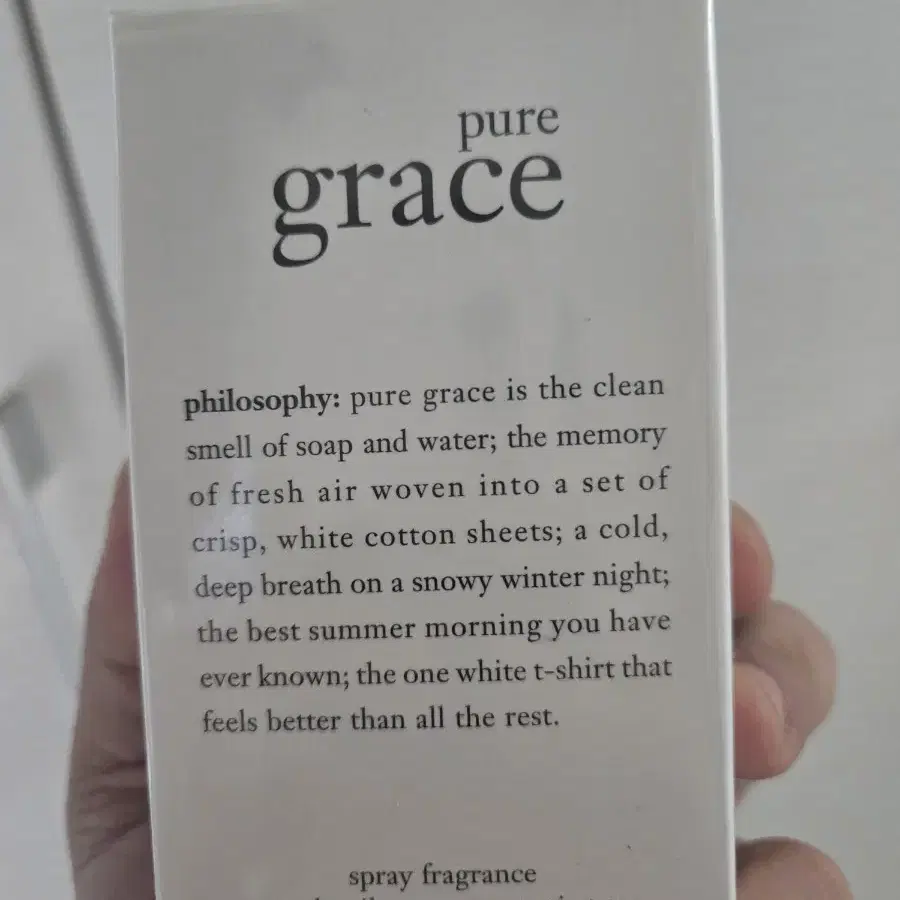 pure
grace
philosophy: pure grace is the clean
smell of soap and water; the memory
of fresh air woven into a set of
crisp, white cotton sheets; a cold,
deep breath on a snowy winter night;
the best summer morning you have
ever known; the one white t-shirt that
feels better than all the rest.
spray fragrance